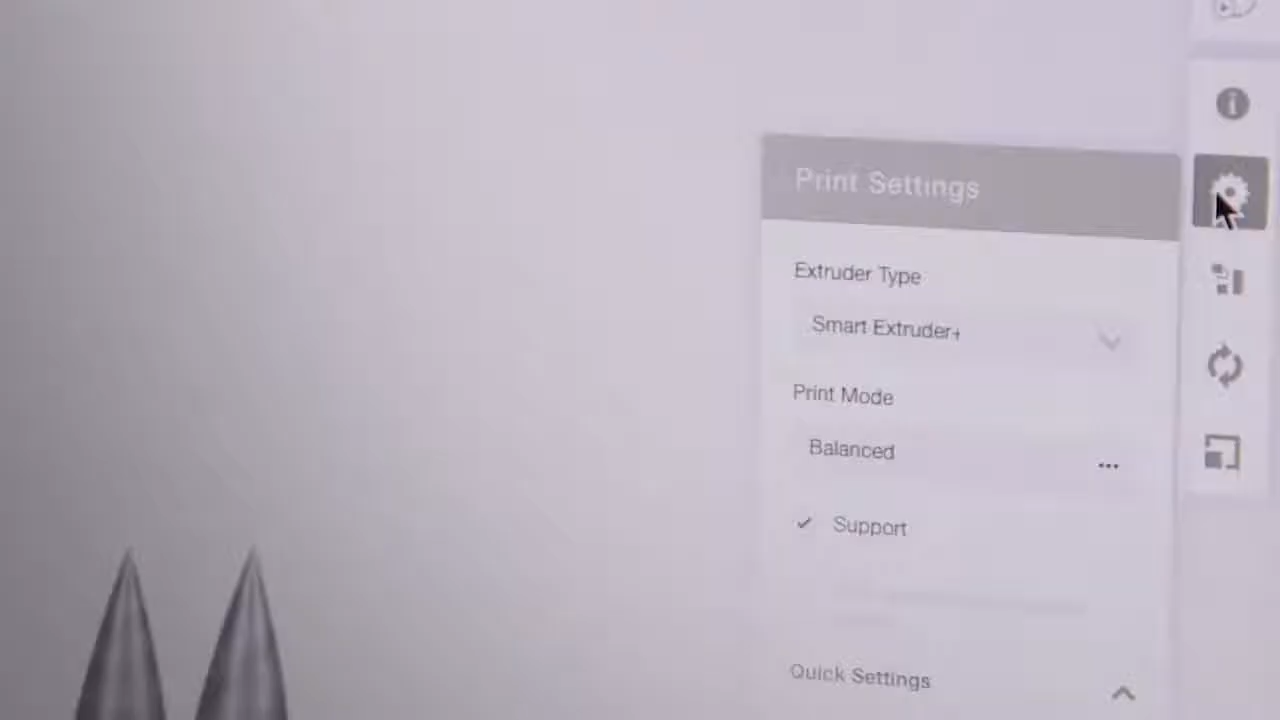 Print Settings
Extruder Type
Smart Extruder+
Print Mode
Balanced
...
Support
Quick Settings